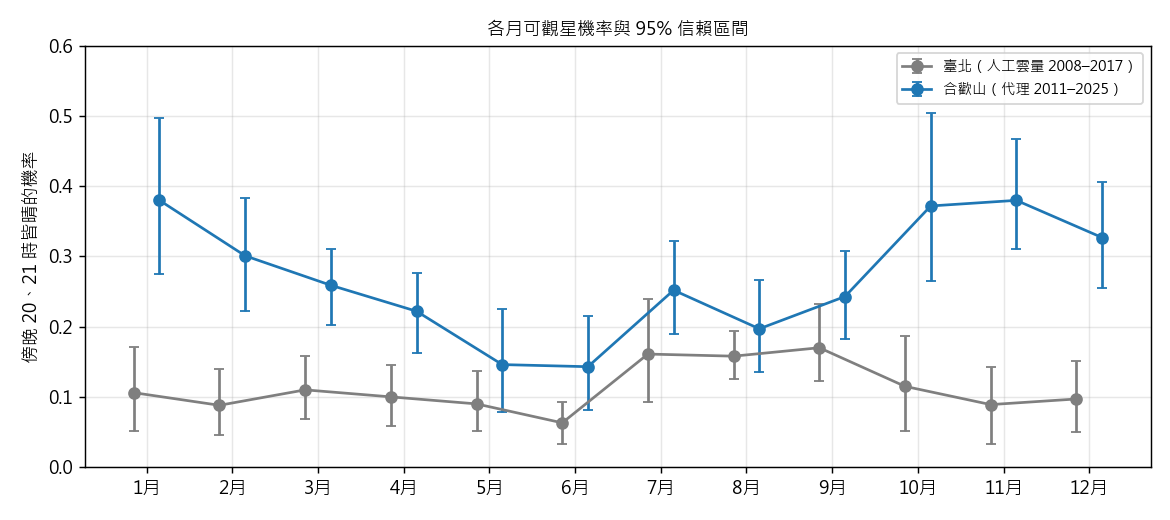 各月可觀星機率與 95% 信賴區間
臺北（人工雲量 2008–2017）
合歡山（代理 2011–2025）
傍晚 20、21 時皆晴的機率
0.6
0.5
0.4
0.3
0.2
0.1
0.0
1月 2月 3月 4月 5月 6月 7月 8月 9月 10月 11月 12月